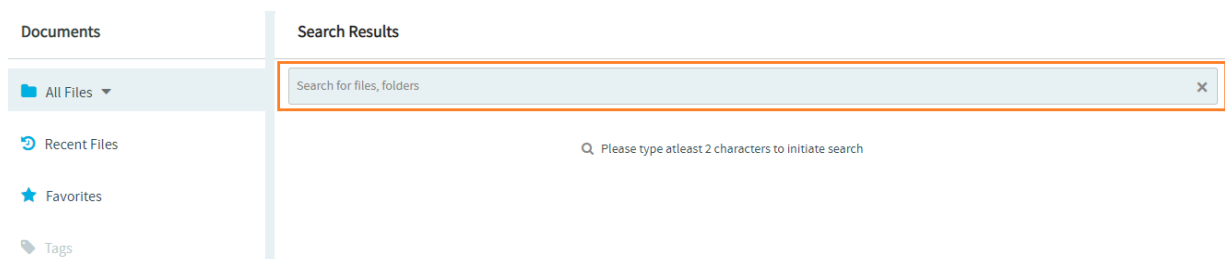 Documents
All Files
Recent Files
Favorites
Tags
Search Results
Search for files, folders
Please type atleast 2 characters to initiate search